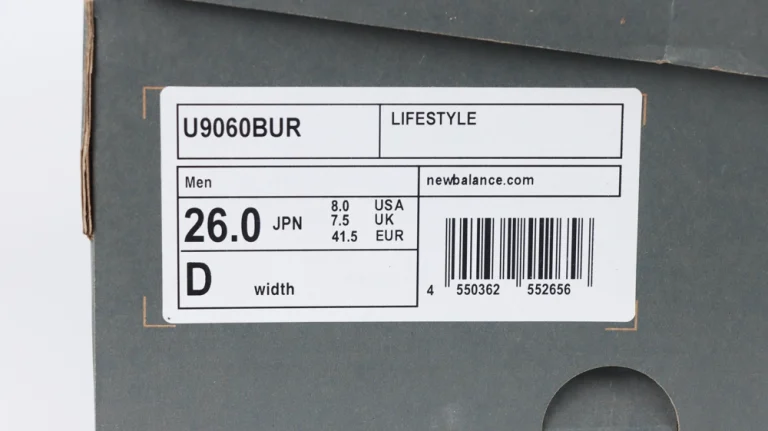 U9060BUR
LIFESTYLE
Men
newbalance.com
26.0 JPN
8.0 USA
7.5 UK
41.5 EUR
D width
4 550362 552656